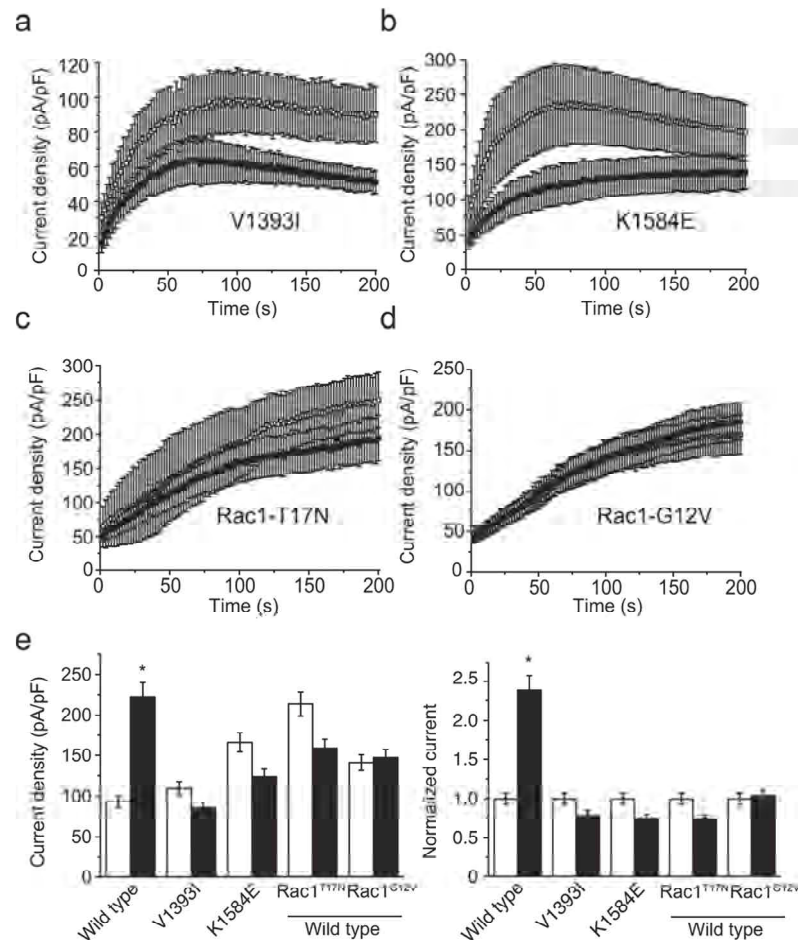 a
b
Current density (pA/pF)
120
100
80
60
40
20
0
V1393I
0 50 100 150 200
Time (s)
Current density (pA/pF)
300
250
200
150
100
50
0
K1584E
0 50 100 150 200
Time (s)
c
d
Current density (pA/pF)
300
250
200
150
100
50
0
Rac1-T17N
0 50 100 150 200
Time (s)
Current density (pA/pF)
250
200
150
100
50
0
Rac1-G12V
0 50 100 150 200
Time (s)
e
Current density (pA/pF)
250
200
150
100
50
0
*
Wild type V1393I K1584E Rac1T17N Rac1G12V
Wild type
Normalized current
2.5
2.0
1.5
1.0
0.5
0
*
*
Wild type V1393I K1584E Rac1T17N Rac1G12V
Wild type